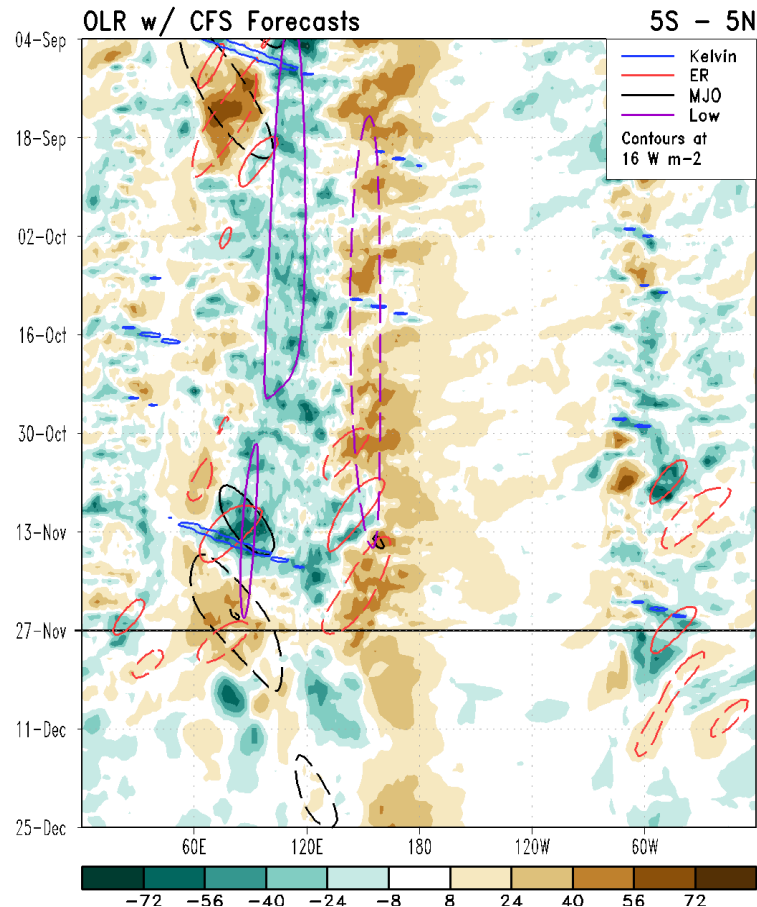 OLR w/ CFS Forecasts 5S - 5N
04-Sep
18-Sep
02-Oct
16-Oct
30-Oct
13-Nov
27-Nov
11-Dec
25-Dec
Kelvin
ER
MJO
Low
Contours at
16 W m-2
60E 120E 180 120W 60W
-72 -56 -40 -24 -8 8 24 40 56 72